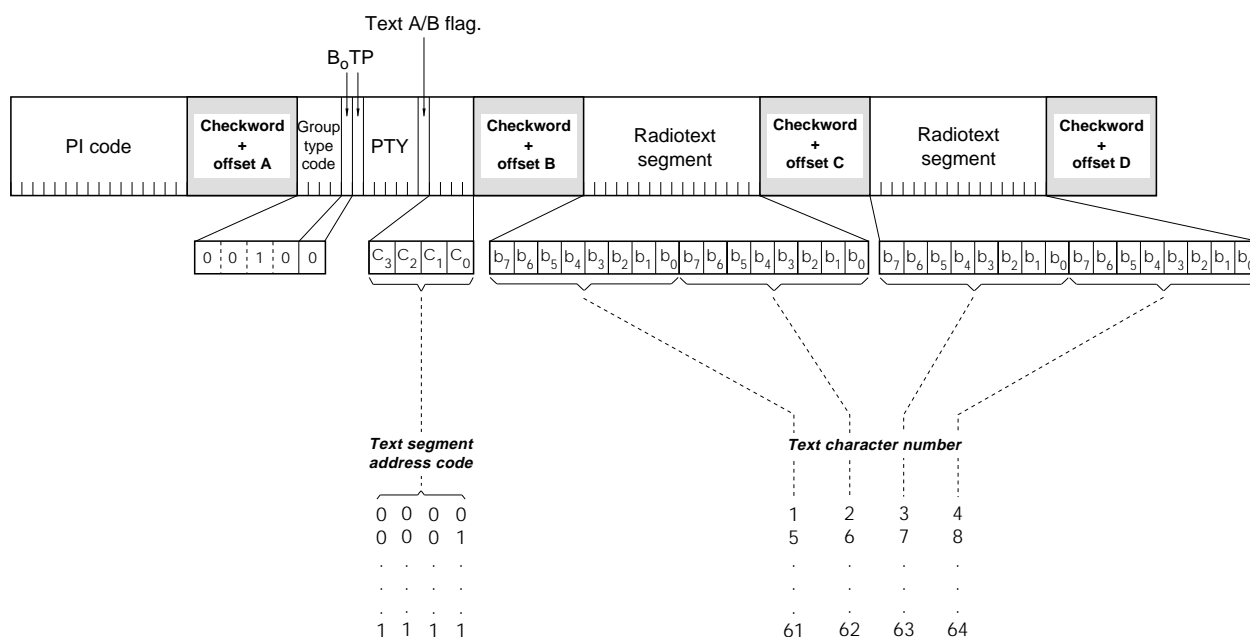 Text A/B flag.
BoTP
PI code
Checkword
+
offset A
Group
type
code
PTY
Checkword
+
offset B
Radiotext
segment
Checkword
+
offset C
Radiotext
segment
Checkword
+
offset D
0 0 1 0 0
C3 C2 C1 C0
b7 b6 b5 b4 b3 b2 b1 b0 b7 b6 b5 b4 b3 b2 b1 b0
b7 b6 b5 b4 b3 b2 b1 b0 b7 b6 b5 b4 b3 b2 b1 b0
Text segment
address code
Text character number
0 0 0 0 1 2 3 4
0 0 0 1 5 6 7 8
. . . . . . . .
. . . . . . . .
. . . . . . . .
1 1 1 1 61 62 63 64